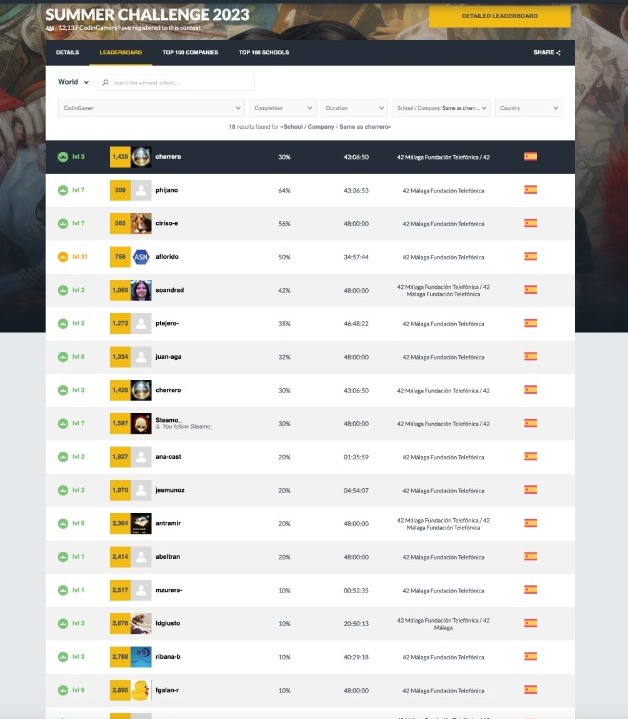 SUMMER CHALLENGE 2023
12,137 CodinGamers have registered to this contest
DETAILED LEADERBOARD
DETAILS LEADERBOARD TOP 100 COMPANIES TOP 100 SCHOOLS SHARE
World Search for a friend, school, ...
CodinGamer Completion Duration School / Company: Same as cherr... Country
18 results found for «School / Company - Same as cherrero»
lvl 3 1,426 cherrero 30% 43:06:50 42 Málaga Fundación Telefónica / 42
lvl 7 309 phijano 64% 43:36:53 42 Málaga Fundación Telefónica
lvl 7 565 ciriso-e 56% 48:00:00 42 Málaga Fundación Telefónica
lvl 31 756 ASM aflorido 50% 34:57:44 42 Málaga Fundación Telefónica
lvl 2 1,068 soandrad 42% 48:00:00 42 Málaga Fundación Telefónica / 42
Málaga Fundación Telefónica
lvl 2 1,272 ptejero- 35% 46:48:22 42 Málaga Fundación Telefónica / 42
lvl 6 1,334 juan-aga 32% 48:00:00 42 Málaga Fundación Telefónica
lvl 3 1,426 cherrero 30% 43:06:50 42 Málaga Fundación Telefónica / 42
lvl 7 1,597 Steamo_ 30% 48:00:00 42 Málaga Fundación Telefónica / 42
You follow Steamo_
lvl 2 1,927 ana-cast 20% 01:35:59 42 Málaga Fundación Telefónica
lvl 2 1,970 jesmunoz 20% 04:54:07 42 Málaga Fundación Telefónica
lvl 6 2,364 antramir 20% 48:00:00 42 Málaga Fundación Telefónica / 42
Málaga Fundación Telefónica
lvl 1 2,414 abeltran 20% 48:00:00 42 Málaga Fundación Telefónica
lvl 1 2,517 mzurera- 10% 00:52:35 42 Málaga Fundación Telefónica
lvl 3 2,678 ldgiusto 10% 20:50:13 42 Málaga Fundación Telefónica / 42
Málaga
lvl 3 2,768 ribana-b 10% 40:29:18 42 Málaga Fundación Telefónica
lvl 9 2,895 fgalan-r 10% 48:00:00 42 Málaga Fundación Telefónica